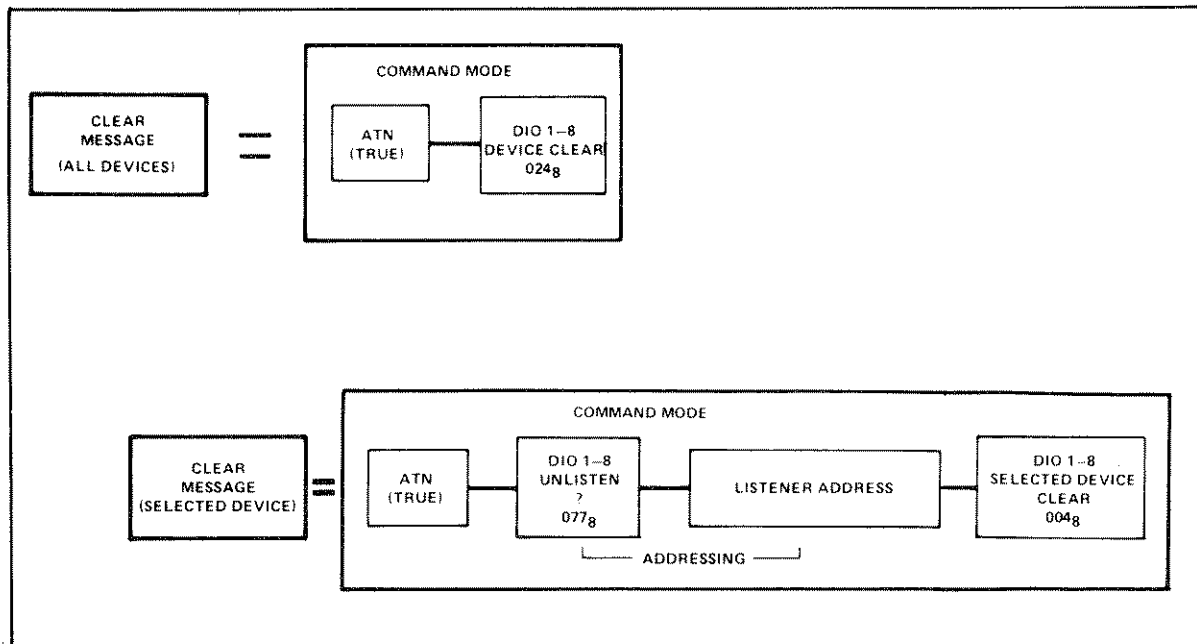 COMMAND MODE
CLEAR
MESSAGE
(ALL DEVICES)
=
ATN
(TRUE)
DIO 1–8
DEVICE CLEAR
024₈
COMMAND MODE
CLEAR
MESSAGE
(SELECTED DEVICE)
=
ATN
(TRUE)
DIO 1–8
UNLISTEN
?
077₈
LISTENER ADDRESS
DIO 1–8
SELECTED DEVICE
CLEAR
004₈
ADDRESSING